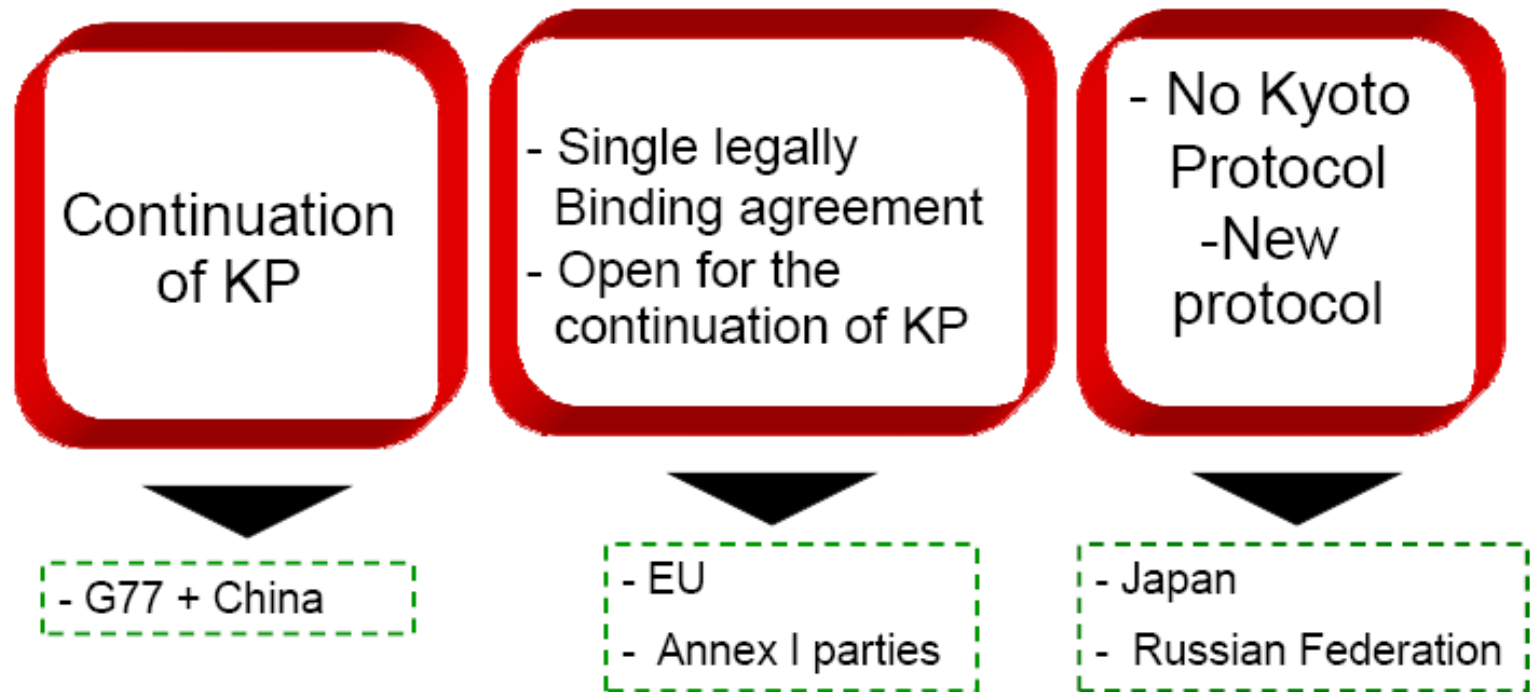 Continuation
of KP
- Single legally
Binding agreement
- Open for the
continuation of KP
- No Kyoto
Protocol
-New
protocol
- G77 + China
- EU
- Annex I parties
- Japan
- Russian Federation